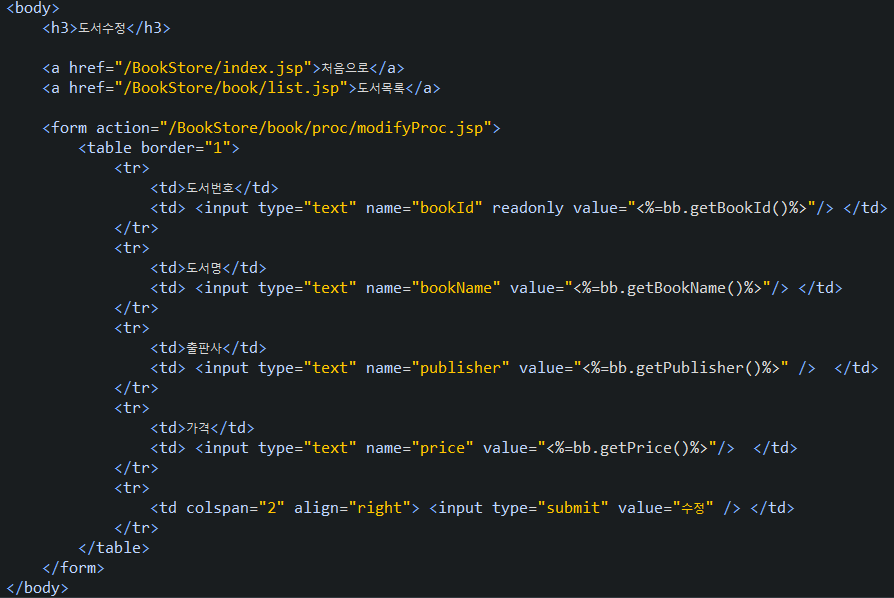 <body>
<h3>도서수정</h3>
<a href="/BookStore/index.jsp">처음으로</a>
<a href="/BookStore/book/list.jsp">도서목록</a>
<form action="/BookStore/book/proc/modifyProc.jsp">
<table border="1">
<tr>
<td>도서번호</td>
<td> <input type="text" name="bookId" readonly value="<%=bb.getBookId()%>"/> </td>
</tr>
<tr>
<td>도서명</td>
<td> <input type="text" name="bookName" value="<%=bb.getBookName()%>"/> </td>
</tr>
<tr>
<td>출판사</td>
<td> <input type="text" name="publisher" value="<%=bb.getPublisher()%>" />  </td>
</tr>
<tr>
<td>가격</td>
<td> <input type="text" name="price" value="<%=bb.getPrice()%>"/>  </td>
</tr>
<tr>
<td colspan="2" align="right"> <input type="submit" value="수정" /> </td>
</tr>
</table>
</form>
</body>